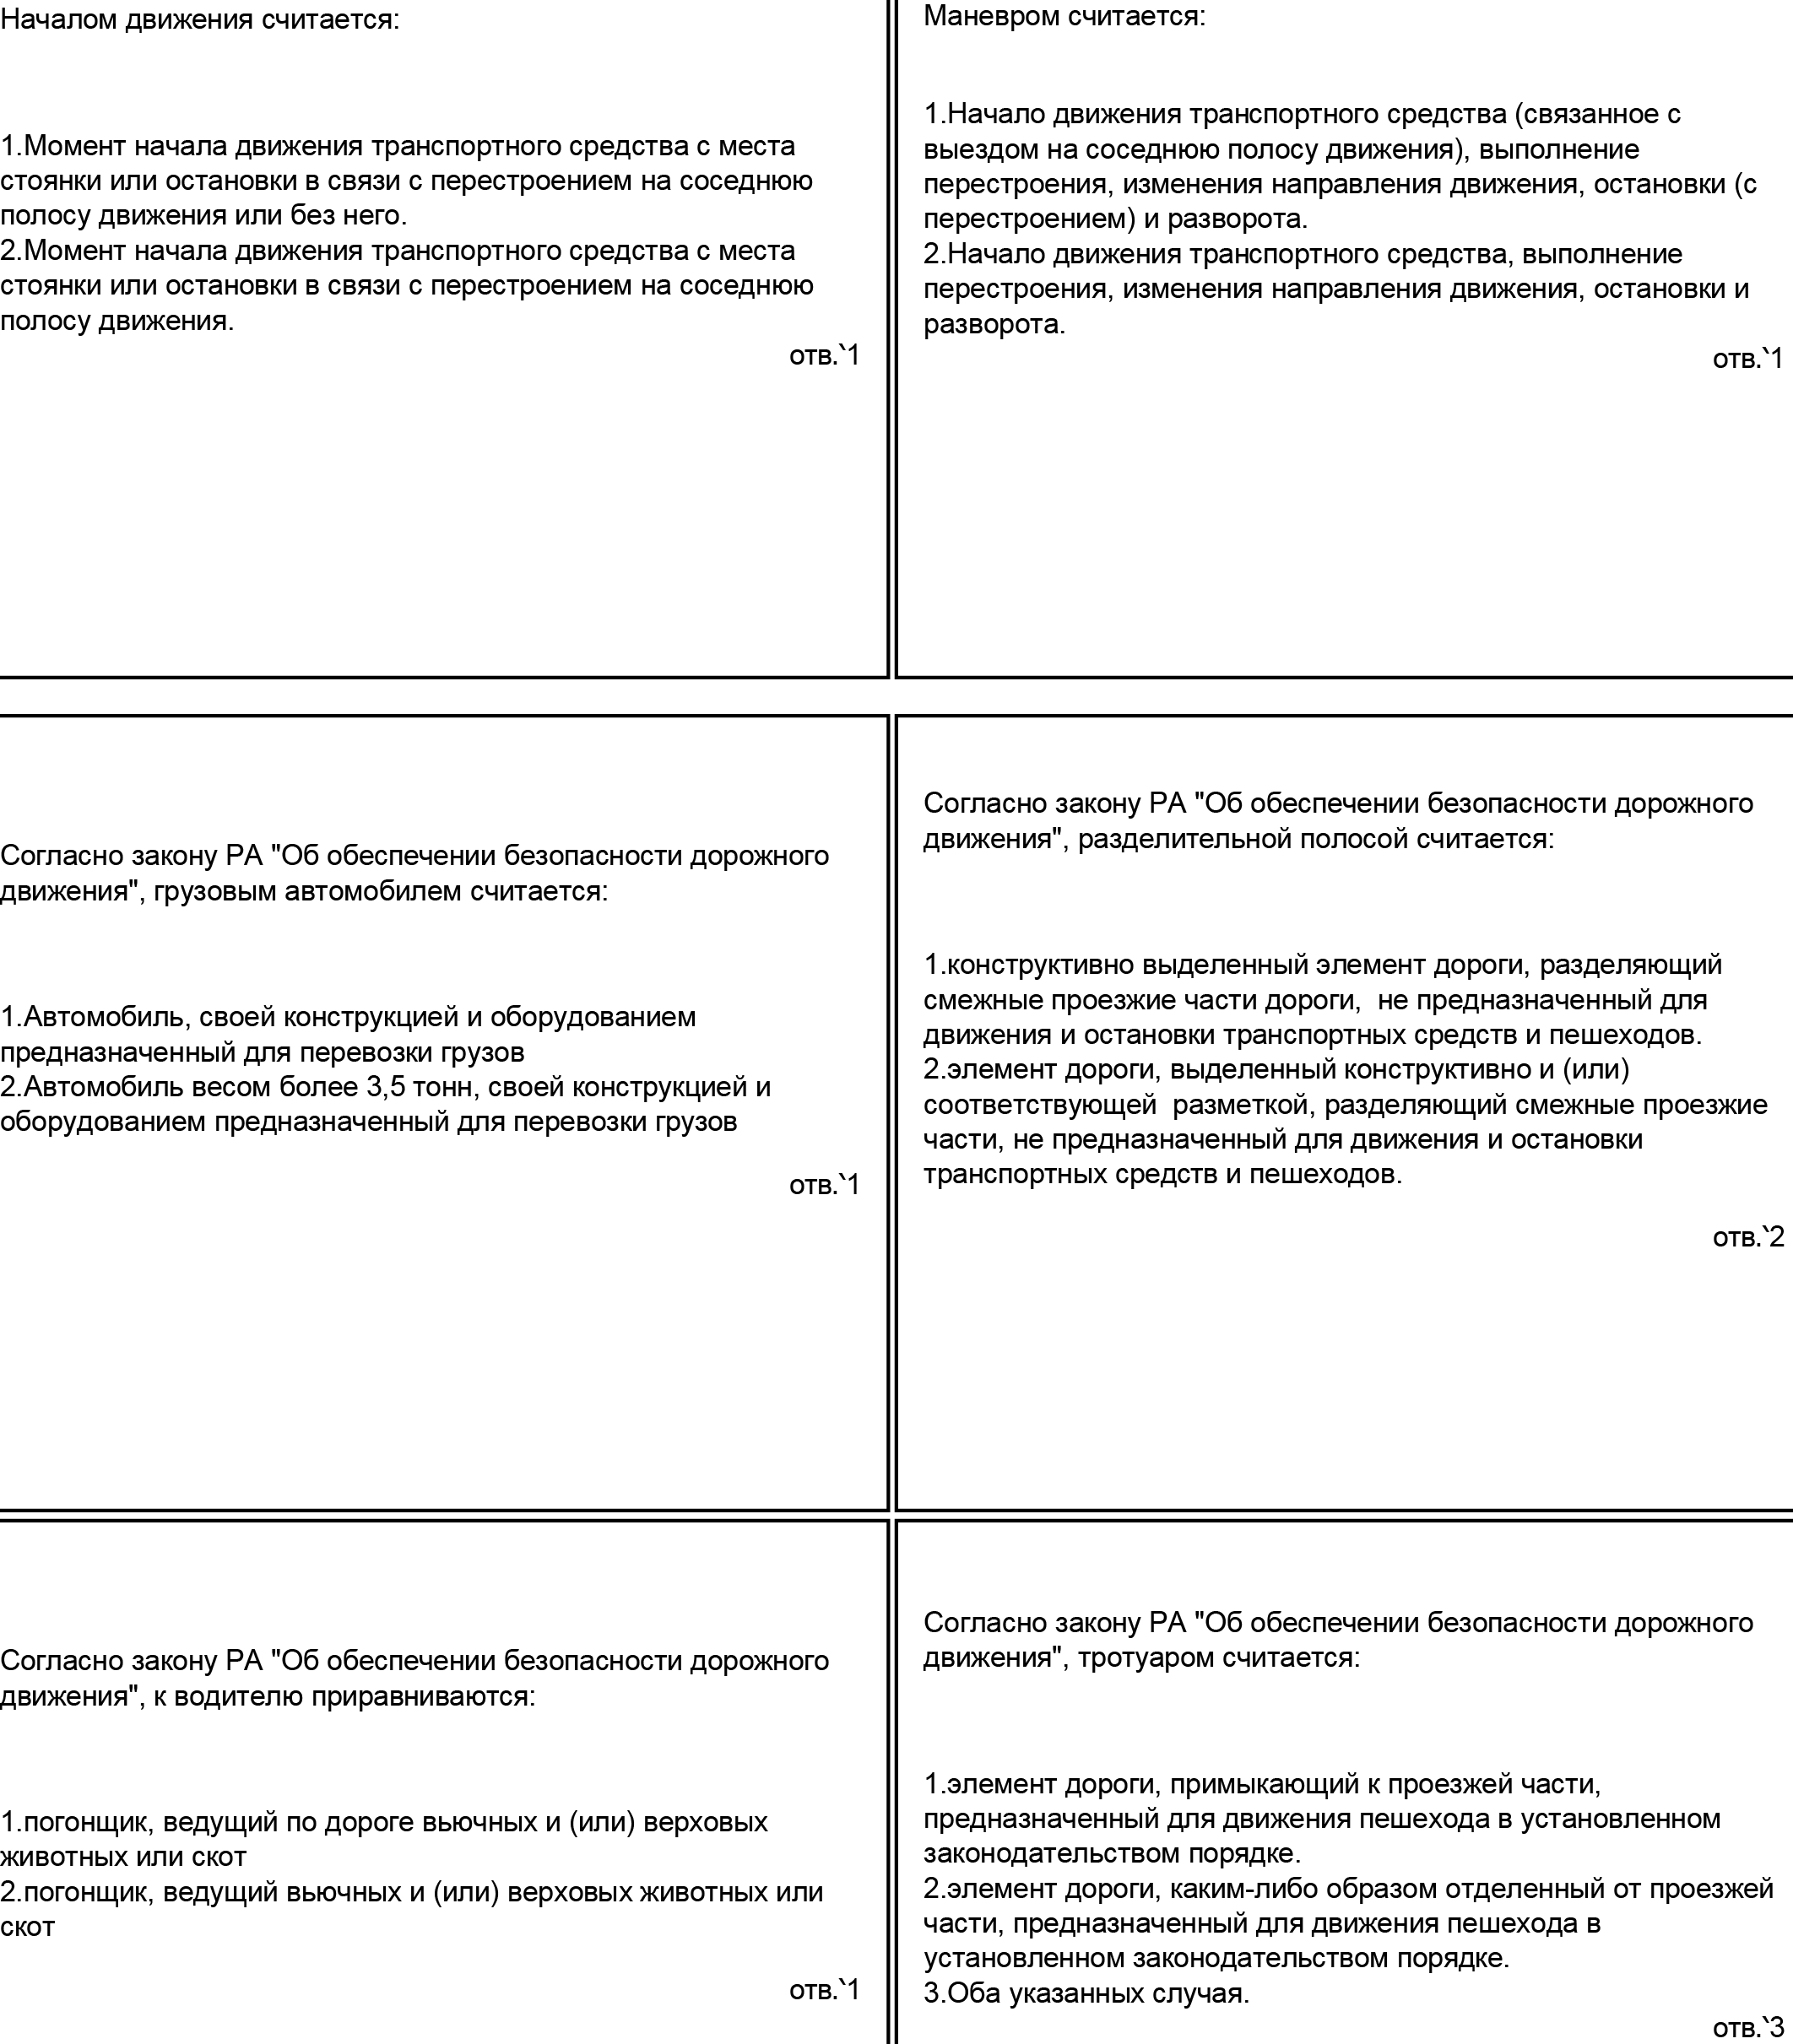 Началом движения считается:
1.Момент начала движения транспортного средства с места
стоянки или остановки в связи с перестроением на соседнюю
полосу движения или без него.
2.Момент начала движения транспортного средства с места
стоянки или остановки в связи с перестроением на соседнюю
полосу движения.
отв.՝1
Маневром считается:
1.Начало движения транспортного средства (связанное с
выездом на соседнюю полосу движения), выполнение
перестроения, изменения направления движения, остановки (с
перестроением) и разворота.
2.Начало движения транспортного средства, выполнение
перестроения, изменения направления движения, остановки и
разворота.
отв.՝1
Согласно закону РА "Об обеспечении безопасности дорожного
движения", грузовым автомобилем считается:
1.Автомобиль, своей конструкцией и оборудованием
предназначенный для перевозки грузов
2.Автомобиль весом более 3,5 тонн, своей конструкцией и
оборудованием предназначенный для перевозки грузов
отв.՝1
Согласно закону РА "Об обеспечении безопасности дорожного
движения", разделительной полосой считается:
1.конструктивно выделенный элемент дороги, разделяющий
смежные проезжие части дороги,  не предназначенный для
движения и остановки транспортных средств и пешеходов.
2.элемент дороги, выделенный конструктивно и (или)
соответствующей  разметкой, разделяющий смежные проезжие
части, не предназначенный для движения и остановки
транспортных средств и пешеходов.
отв.՝2
Согласно закону РА "Об обеспечении безопасности дорожного
движения", к водителю приравниваются:
1.погонщик, ведущий по дороге вьючных и (или) верховых
животных или скот
2.погонщик, ведущий вьючных и (или) верховых животных или
скот
отв.՝1
Согласно закону РА "Об обеспечении безопасности дорожного
движения", тротуаром считается:
1.элемент дороги, примыкающий к проезжей части,
предназначенный для движения пешехода в установленном
законодательством порядке.
2.элемент дороги, каким-либо образом отделенный от проезжей
части, предназначенный для движения пешехода в
установленном законодательством порядке.
3.Оба указанных случая.
отв.՝3